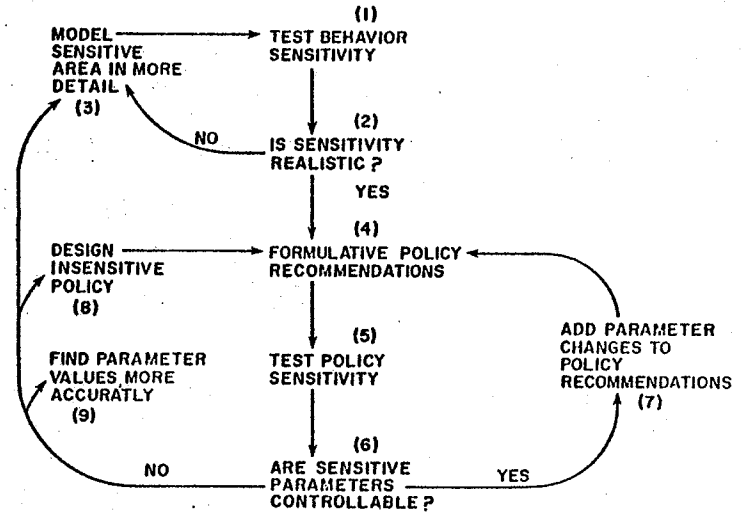 (1)
MODEL
SENSITIVE
AREA IN MORE
DETAIL
(3)
TEST BEHAVIOR
SENSITIVITY
(2)
NO
IS SENSITIVITY
REALISTIC?
YES
(4)
DESIGN
INSENSITIVE
POLICY
(8)
FORMULATIVE POLICY
RECOMMENDATIONS
(5)
FIND PARAMETER
VALUES MORE
ACCURATLY
(9)
TEST POLICY
SENSITIVITY
ADD PARAMETER
CHANGES TO
POLICY
RECOMMENDATIONS
(7)
(6)
NO
ARE SENSITIVE
PARAMETERS
CONTROLLABLE?
YES